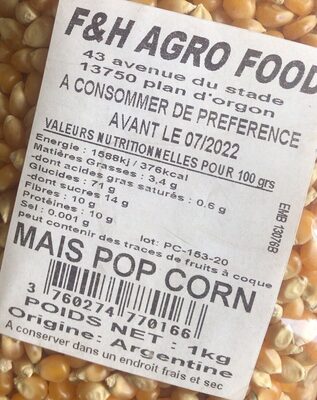 F&H AGRO FOOD
43 avenue du stade
13750 plan d'orgon
A CONSOMMER DE PREFERENCE
AVANT LE 07/2022
VALEURS NUTRITIONNELLES POUR 100 grs
Energie : 1588kj / 376kcal
Matières Grasses : 3,4 g
-dont acides gras saturés : 0.6 g
Glucides : 71 g
-dont sucres 14 g
Fibres : 10 g
Protéines : 10 g
Sel : 0.001 g
lot: PC-153-20
peut contenir des traces de fruits à coque
EMB 13076B
MAIS POP CORN
3 760274 770166
POIDS NET : 1kg
Origine: Argentine
A conserver dans un endroit frais et sec